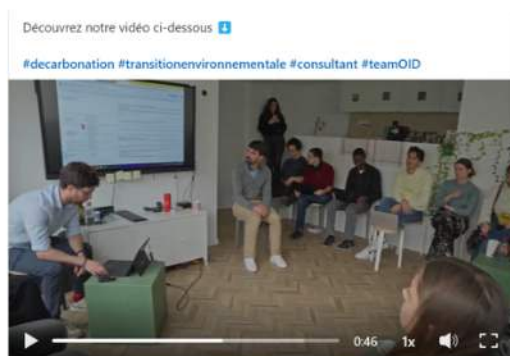 Découvrez notre vidéo ci-dessous ⬇️
#decarbonation #transitionenvironnementale #consultant #teamOID
0:46 1x